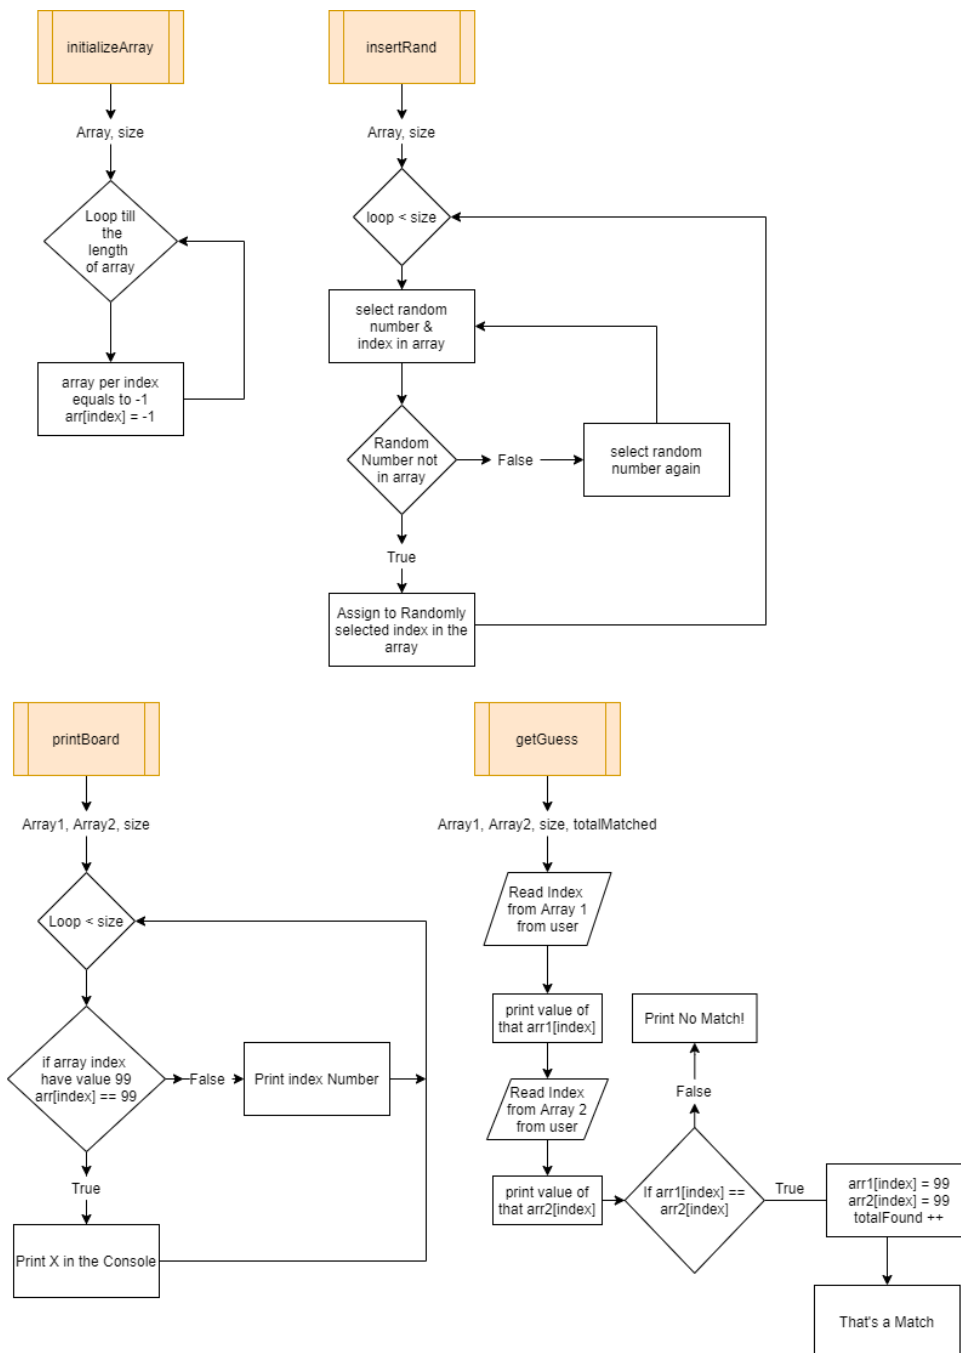 initializeArray
Array, size
Loop till
the
length
of array
array per index
equals to -1
arr[index] = -1
insertRand
Array, size
loop < size
select random
number &
index in array
Random
Number not
in array
False
select random
number again
True
Assign to Randomly
selected index in the
array
printBoard
Array1, Array2, size
Loop < size
if array index
have value 99
arr[index] == 99
False
Print index Number
True
Print X in the Console
getGuess
Array1, Array2, size, totalMatched
Read Index
from Array 1
from user
print value of
that arr1[index]
Read Index
from Array 2
from user
print value of
that arr2[index]
If arr1[index] ==
arr2[index]
False
Print No Match!
True
arr1[index] = 99
arr2[index] = 99
totalFound ++
That's a Match